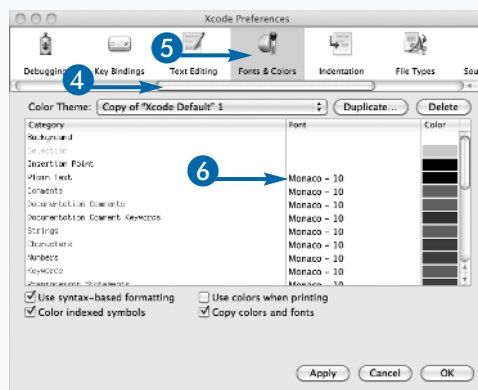 Xcode Preferences
5
Debugging Key Bindings Text Editing Fonts & Colors Indentation File Types Sou
4
Color Theme: Copy of "Xcode Default" 1 Duplicate... Delete
Category Font Color
Background
Selection
Insertion Point
6
Plain Text Monaco - 10
Comments Monaco - 10
Documentation Comments Monaco - 10
Documentation Comment Keywords Monaco - 10
Strings Monaco - 10
Characters Monaco - 10
Numbers Monaco - 10
Keywords Monaco - 10
Preprocessor Statements Monaco - 10
Use syntax-based formatting Use colors when printing
Color indexed symbols Copy colors and fonts
Apply Cancel OK